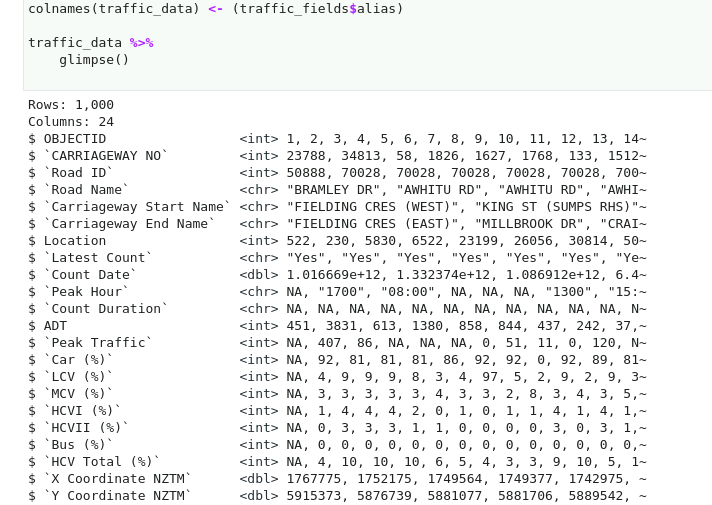 colnames(traffic_data) <- (traffic_fields$alias)
traffic_data %>%
    glimpse()
Rows: 1,000
Columns: 24
$ OBJECTID                 <int> 1, 2, 3, 4, 5, 6, 7, 8, 9, 10, 11, 12, 13, 14~
$ `CARRIAGEWAY NO`         <int> 23788, 34813, 58, 1826, 1627, 1768, 133, 1512~
$ `Road ID`                <int> 50888, 70028, 70028, 70028, 70028, 70028, 700~
$ `Road Name`              <chr> "BRAMLEY DR", "AWHITU RD", "AWHITU RD", "AWHI~
$ `Carriageway Start Name` <chr> "FIELDING CRES (WEST)", "KING ST (SUMPS RHS)"~
$ `Carriageway End Name`   <chr> "FIELDING CRES (EAST)", "MILLBROOK DR", "CRAI~
$ Location                 <int> 522, 230, 5830, 6522, 23199, 26056, 30814, 50~
$ `Latest Count`           <chr> "Yes", "Yes", "Yes", "Yes", "Yes", "Yes", "Ye~
$ `Count Date`             <dbl> 1.016669e+12, 1.332374e+12, 1.086912e+12, 6.4~
$ `Peak Hour`              <chr> NA, "1700", "08:00", NA, NA, NA, "1300", "15:~
$ `Count Duration`         <chr> NA, NA, NA, NA, NA, NA, NA, NA, NA, NA, NA, N~
$ ADT                      <int> 451, 3831, 613, 1380, 858, 844, 437, 242, 37,~
$ `Peak Traffic`           <int> NA, 407, 86, NA, NA, NA, 0, 51, 11, 0, 120, N~
$ `Car (%)`                <int> NA, 92, 81, 81, 81, 86, 92, 92, 0, 92, 89, 81~
$ `LCV (%)`                <int> NA, 4, 9, 9, 9, 8, 3, 4, 97, 5, 2, 9, 2, 9, 3~
$ `MCV (%)`                <int> NA, 3, 3, 3, 3, 3, 4, 3, 3, 2, 8, 3, 4, 3, 5,~
$ `HCVI (%)`               <int> NA, 1, 4, 4, 4, 2, 0, 1, 0, 1, 1, 4, 1, 4, 1,~
$ `HCVII (%)`              <int> NA, 0, 3, 3, 3, 1, 1, 0, 0, 0, 0, 3, 0, 3, 1,~
$ `Bus (%)`                <int> NA, 0, 0, 0, 0, 0, 0, 0, 0, 0, 0, 0, 0, 0, 0,~
$ `HCV Total (%)`          <int> NA, 4, 10, 10, 10, 6, 5, 4, 3, 3, 9, 10, 5, 1~
$ `X Coordinate NZTM`      <dbl> 1767775, 1752175, 1749564, 1749377, 1742975, ~
$ `Y Coordinate NZTM`      <dbl> 5915373, 5876739, 5881077, 5881706, 5889542, ~